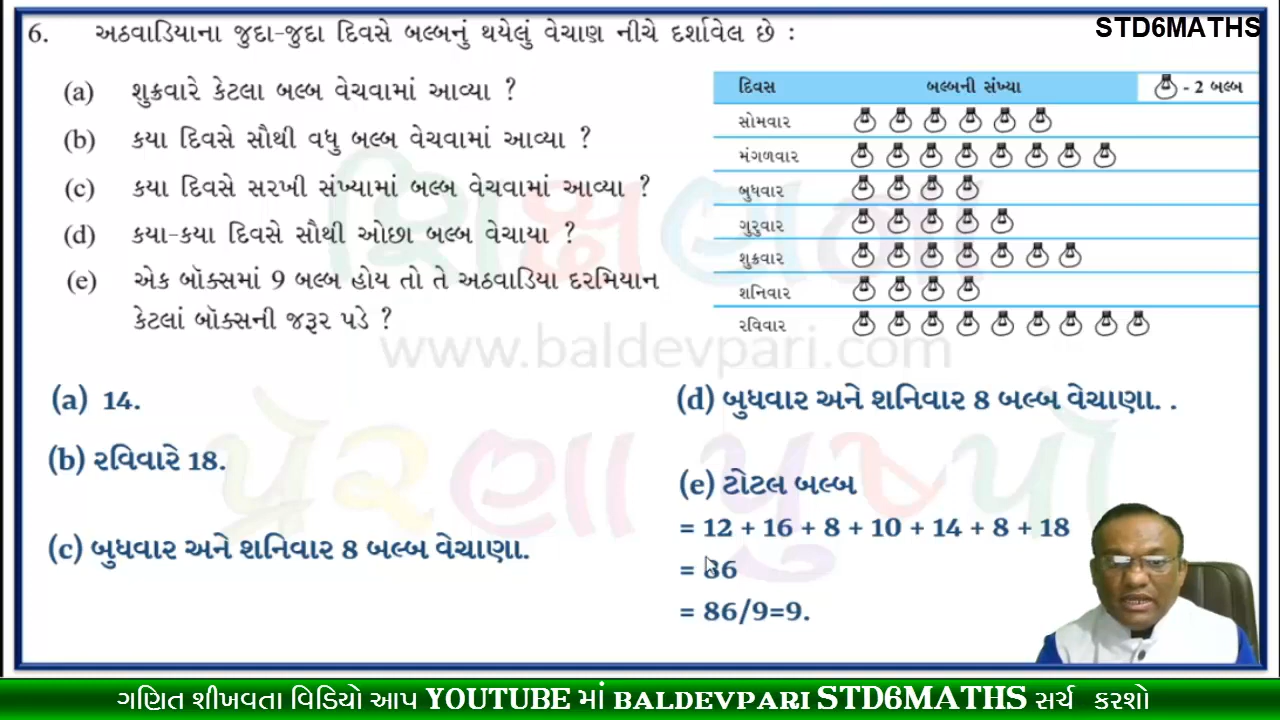 STD6MATHS
6. અઠવાડિયાના જુદા-જુદા દિવસે બલ્બનું થયેલું વેચાણ નીચે દર્શાવેલ છે :
(a) શુક્રવારે કેટલા બલ્બ વેચવામાં આવ્યા ?
(b) કયા દિવસે સૌથી વધુ બલ્બ વેચવામાં આવ્યા ?
(c) કયા દિવસે સરખી સંખ્યામાં બલ્બ વેચવામાં આવ્યા ?
(d) કયા-કયા દિવસે સૌથી ઓછા બલ્બ વેચાયા ?
(e) એક બૉક્સમાં 9 બલ્બ હોય તો તે અઠવાડિયા દરમિયાન
કેટલાં બૉક્સની જરૂર પડે ?
દિવસ બલ્બની સંખ્યા - 2 બલ્બ
સોમવાર
મંગળવાર
બુધવાર
ગુરુવાર
શુક્રવાર
શનિવાર
રવિવાર
શિક્ષણના
www.baldevpari.com
પ્રેરણા પુષ્પો
(a) 14.
(b) રવિવારે 18.
(c) બુધવાર અને શનિવાર 8 બલ્બ વેચાણા.
(d) બુધવાર અને શનિવાર 8 બલ્બ વેચાણા. .
(e) ટોટલ બલ્બ
= 12 + 16 + 8 + 10 + 14 + 8 + 18
= 86
= 86/9=9.
ગણિત શીખવતા વિડિયો આપ YOUTUBE માં BALDEVPARI STD6MATHS સર્ચ કરશો